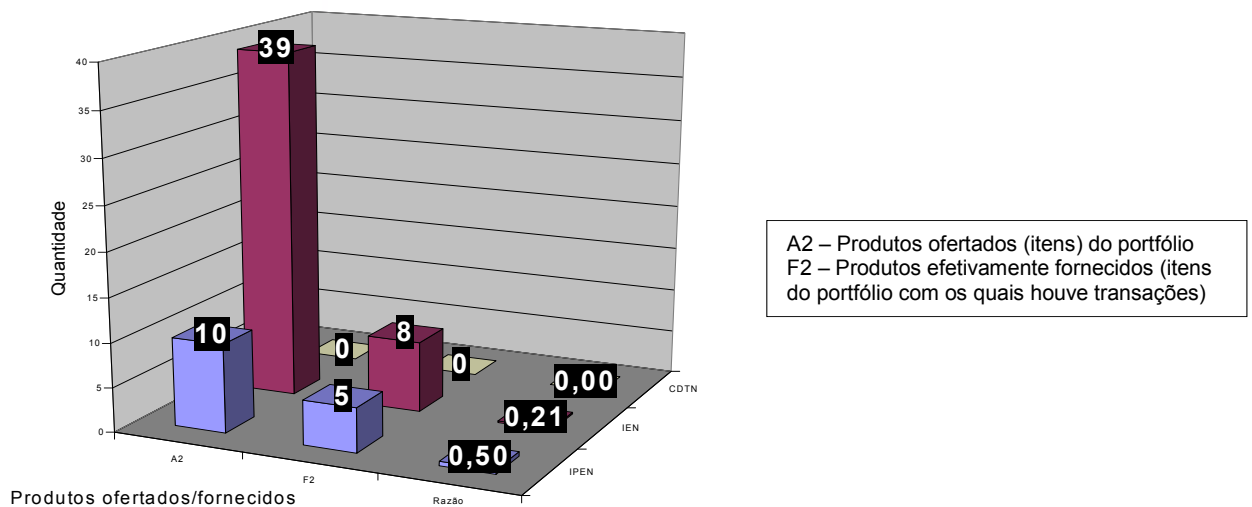 Quantidade
40
35
30
25
20
15
10
5
0
39
10
0
8
5
0
0,00
0,21
0,50
A2
F2
Razão
IPEN
IEN
CDTN
Produtos ofertados/fornecidos
A2 – Produtos ofertados (itens) do portfólio
F2 – Produtos efetivamente fornecidos (itens
do portfólio com os quais houve transações)